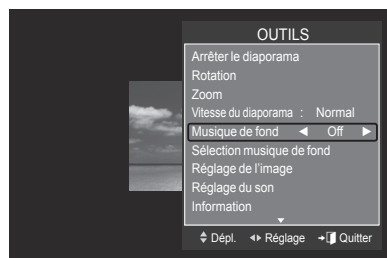 OUTILS
Arrêter le diaporama
Rotation
Zoom
Vitesse du diaporama : Normal
Musique de fond ◄ Off ►
Sélection musique de fond
Réglage de l'image
Réglage du son
Information
Dépl. Réglage Quitter